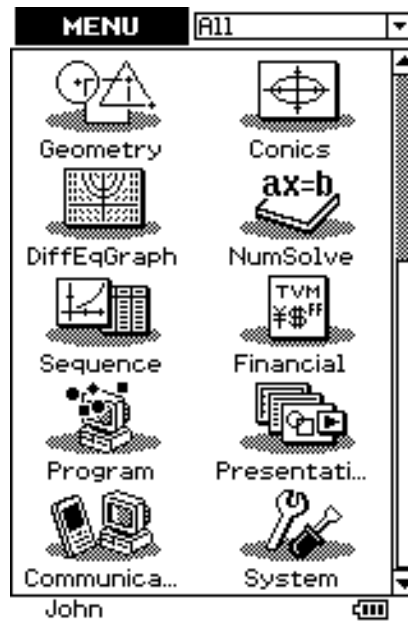 MENU All
Geometry Conics
ax=b
DiffEqGraph NumSolve
TVM
¥$FF
Sequence Financial
Program Presentati...
Communica... System
John